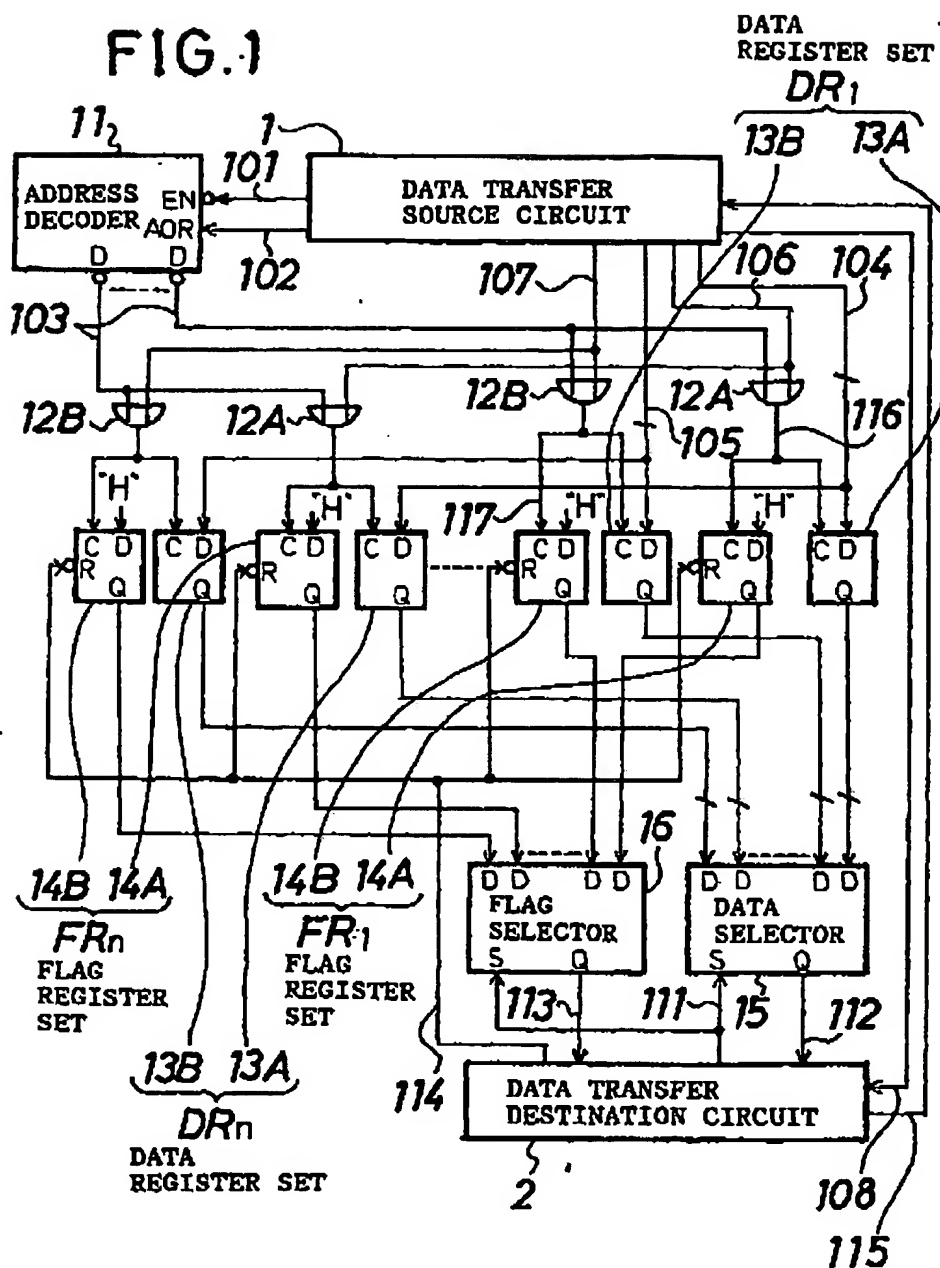 FIG.1
DATA
REGISTER SET
DR1
13B 13A
11
1
ADDRESS
DECODER
EN
AOR
D D
101
102
DATA TRANSFER
SOURCE CIRCUIT
103
107
106
104
12B
12A
12B
12A
105
116
"H"
"H"
117
"H"
"H"
C D
R
Q
C D
Q
C D
R
Q
C D
Q
C D
R
Q
C D
Q
C D
R
Q
C D
Q
16
14B 14A
FRn
FLAG
REGISTER
SET
14B 14A
FR1
FLAG
REGISTER
SET
D D D D
FLAG
SELECTOR
S Q
D D D D
DATA
SELECTOR
S Q
113
111
15
112
13B 13A
DRn
DATA
REGISTER SET
114
DATA TRANSFER
DESTINATION CIRCUIT
2
108
115